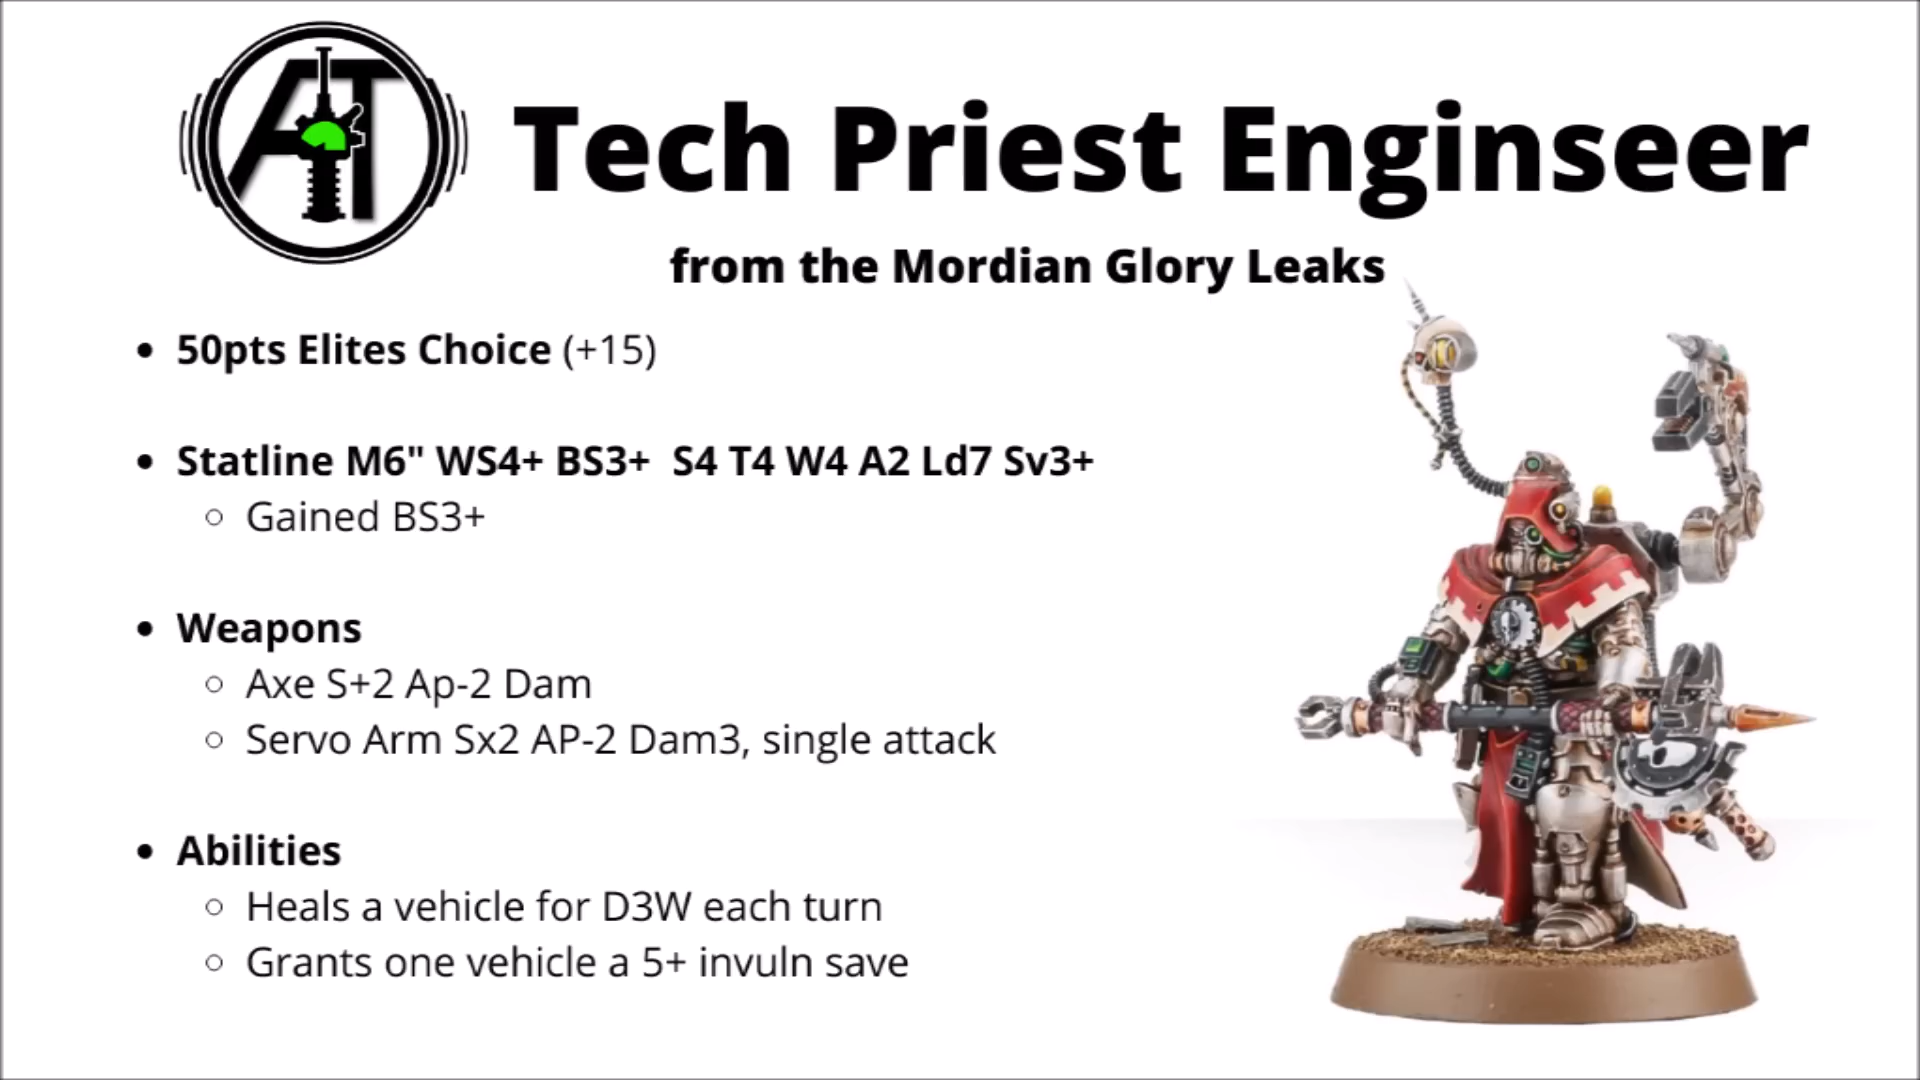 AT
Tech Priest Enginseer
from the Mordian Glory Leaks
• 50pts Elites Choice (+15)
• Statline M6" WS4+ BS3+  S4 T4 W4 A2 Ld7 Sv3+
○ Gained BS3+
• Weapons
○ Axe S+2 Ap-2 Dam
○ Servo Arm Sx2 AP-2 Dam3, single attack
• Abilities
○ Heals a vehicle for D3W each turn
○ Grants one vehicle a 5+ invuln save